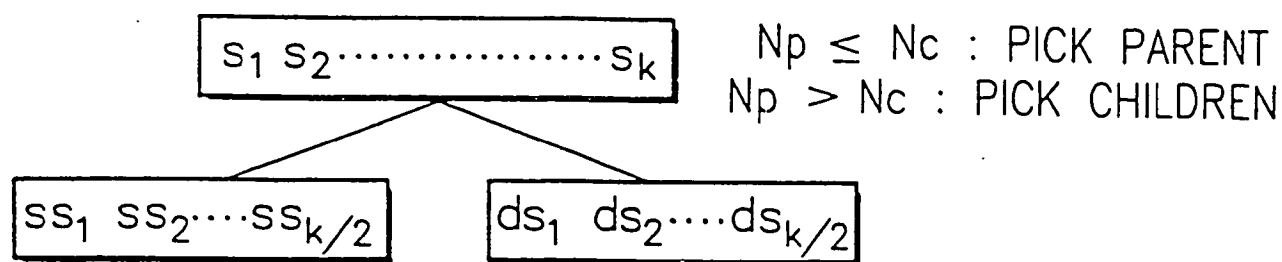 s₁ s₂·················sₖ
Np ≤ Nc : PICK PARENT
Np > Nc : PICK CHILDREN
ss₁ ss₂····ssₖ/₂
ds₁ ds₂····dsₖ/₂